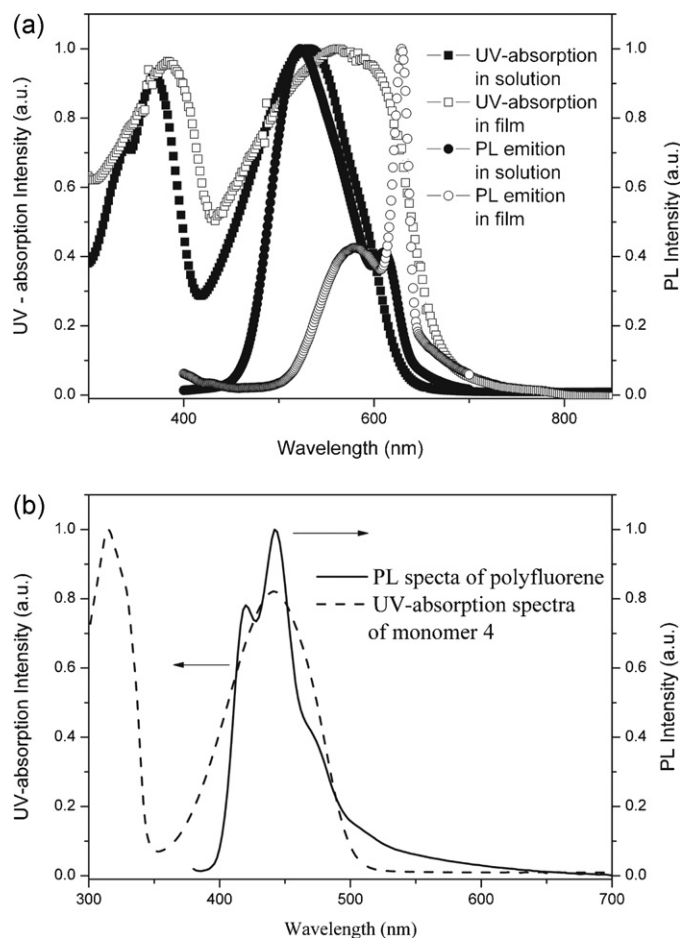 (a)
1.0
0.8
0.6
0.4
0.2
0.0
UV - absorption Intensity (a.u.)
UV-absorption
in solution
UV-absorption
in film
PL emition
in solution
PL emition
in film
1.0
0.8
0.6
0.4
0.2
0.0
PL Intensity (a.u.)
400
600
800
Wavelength (nm)
(b)
1.0
0.8
0.6
0.4
0.2
0.0
UV-absorption Intensity (a.u.)
PL specta of polyfluorene
UV-absorption spectra
of monomer 4
1.0
0.8
0.6
0.4
0.2
0.0
PL Intensity (a.u.)
300
400
500
600
700
Wavelength (nm)